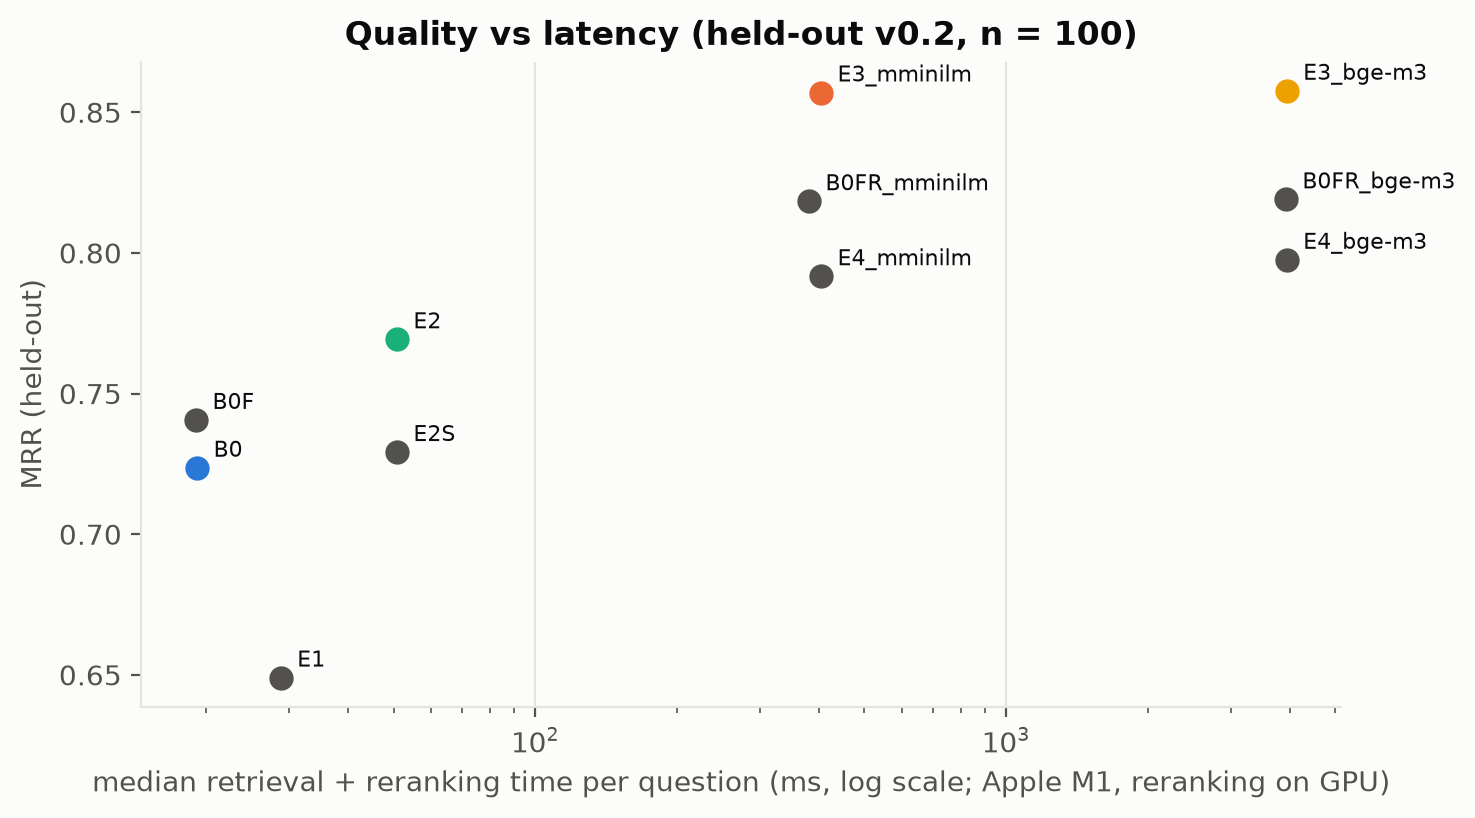 Quality vs latency (held-out v0.2, n = 100)
E3_mminilm
E3_bge-m3
0.85
B0FR_mminilm
B0FR_bge-m3
E4_mminilm
E4_bge-m3
0.80
E2
0.75
B0F
E2S
B0
0.70
E1
0.65
MRR (held-out)
10²
10³
median retrieval + reranking time per question (ms, log scale; Apple M1, reranking on GPU)